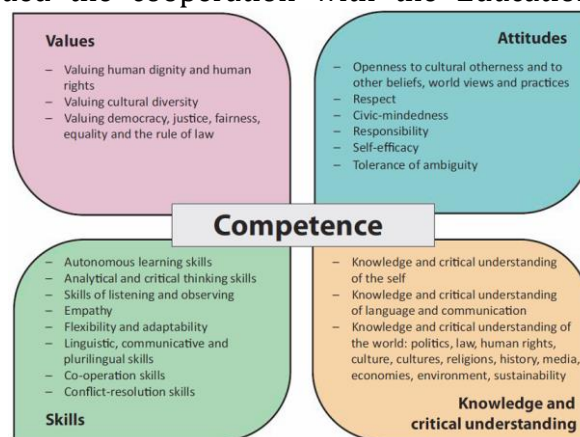 the cooperation with the
Values
– Valuing human dignity and human
rights
– Valuing cultural diversity
– Valuing democracy, justice, fairness,
equality and the rule of law
Attitudes
– Openness to cultural otherness and to
other beliefs, world views and practices
– Respect
– Civic-mindedness
– Responsibility
– Self-efficacy
– Tolerance of ambiguity
Competence
– Autonomous learning skills
– Analytical and critical thinking skills
– Skills of listening and observing
– Empathy
– Flexibility and adaptability
– Linguistic, communicative and
plurilingual skills
– Co-operation skills
– Conflict-resolution skills
Skills
– Knowledge and critical understanding
of the self
– Knowledge and critical understanding
of language and communication
– Knowledge and critical understanding of
the world: politics, law, human rights,
culture, cultures, religions, history, media,
economies, environment, sustainability
Knowledge and
critical understanding